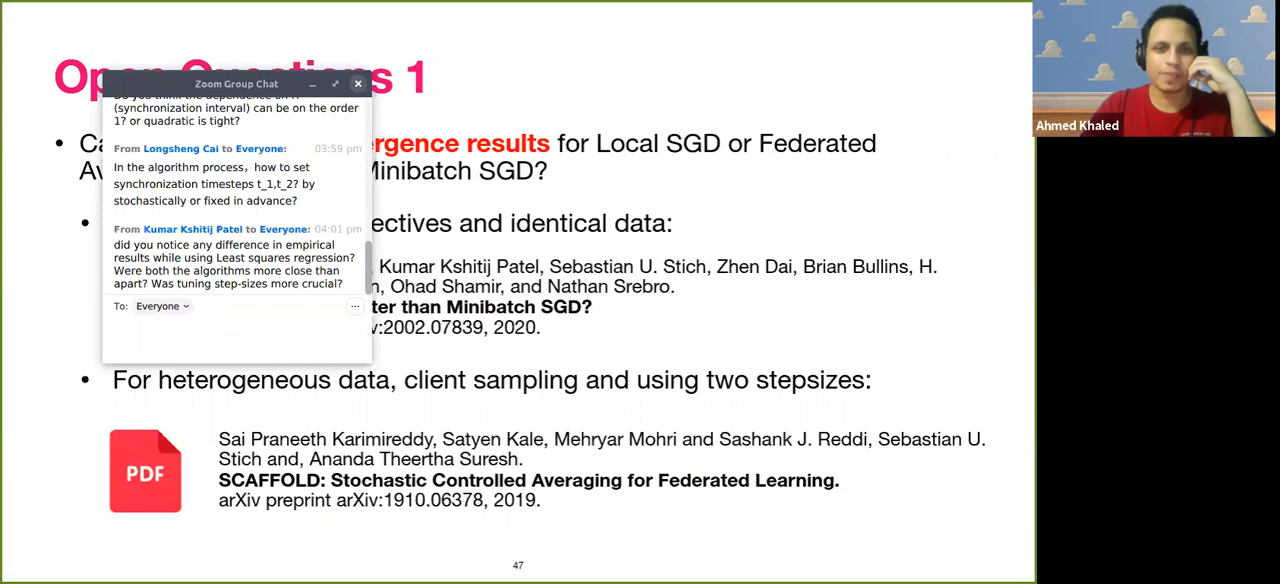 Open Questions 1
Zoom Group Chat
(synchronization interval) can be on the order
1? or quadratic is tight?
From Longsheng Cai to Everyone: 03:59 pm
In the algorithm process, how to set
synchronization timesteps t_1,t_2? by
stochastically or fixed in advance?
From Kumar Kshitij Patel to Everyone: 04:01 pm
did you notice any difference in empirical
results while using Least squares regression?
Were both the algorithms more close than
apart? Was tuning step-sizes more crucial?
To: Everyone
...
• Ca
ergence results for Local SGD or Federated
Av
Minibatch SGD?
•
ectives and identical data:
, Kumar Kshitij Patel, Sebastian U. Stich, Zhen Dai, Brian Bullins, H.
n, Ohad Shamir, and Nathan Srebro.
ter than Minibatch SGD?
v:2002.07839, 2020.
• For heterogeneous data, client sampling and using two stepsizes:
PDF
Sai Praneeth Karimireddy, Satyen Kale, Mehryar Mohri and Sashank J. Reddi, Sebastian U.
Stich and, Ananda Theertha Suresh.
SCAFFOLD: Stochastic Controlled Averaging for Federated Learning.
arXiv preprint arXiv:1910.06378, 2019.
47
Ahmed Khaled